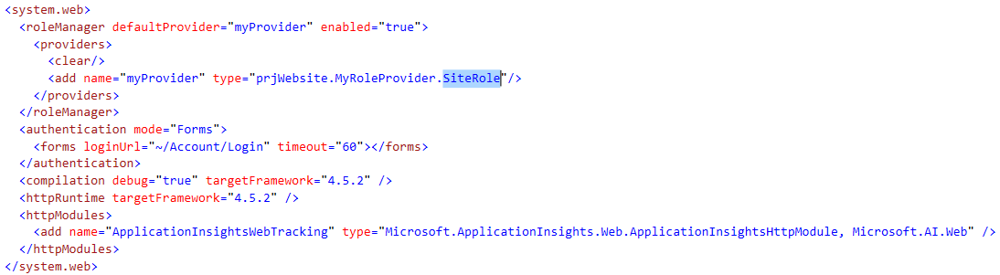 <system.web>
<roleManager defaultProvider="myProvider" enabled="true">
<providers>
<clear/>
<add name="myProvider" type="prjWebsite.MyRoleProvider.SiteRole"/>
</providers>
</roleManager>
<authentication mode="Forms">
<forms loginUrl="~/Account/Login" timeout="60"></forms>
</authentication>
<compilation debug="true" targetFramework="4.5.2" />
<httpRuntime targetFramework="4.5.2" />
<httpModules>
<add name="ApplicationInsightsWebTracking" type="Microsoft.ApplicationInsights.Web.ApplicationInsightsHttpModule, Microsoft.AI.Web" />
</httpModules>
</system.web>